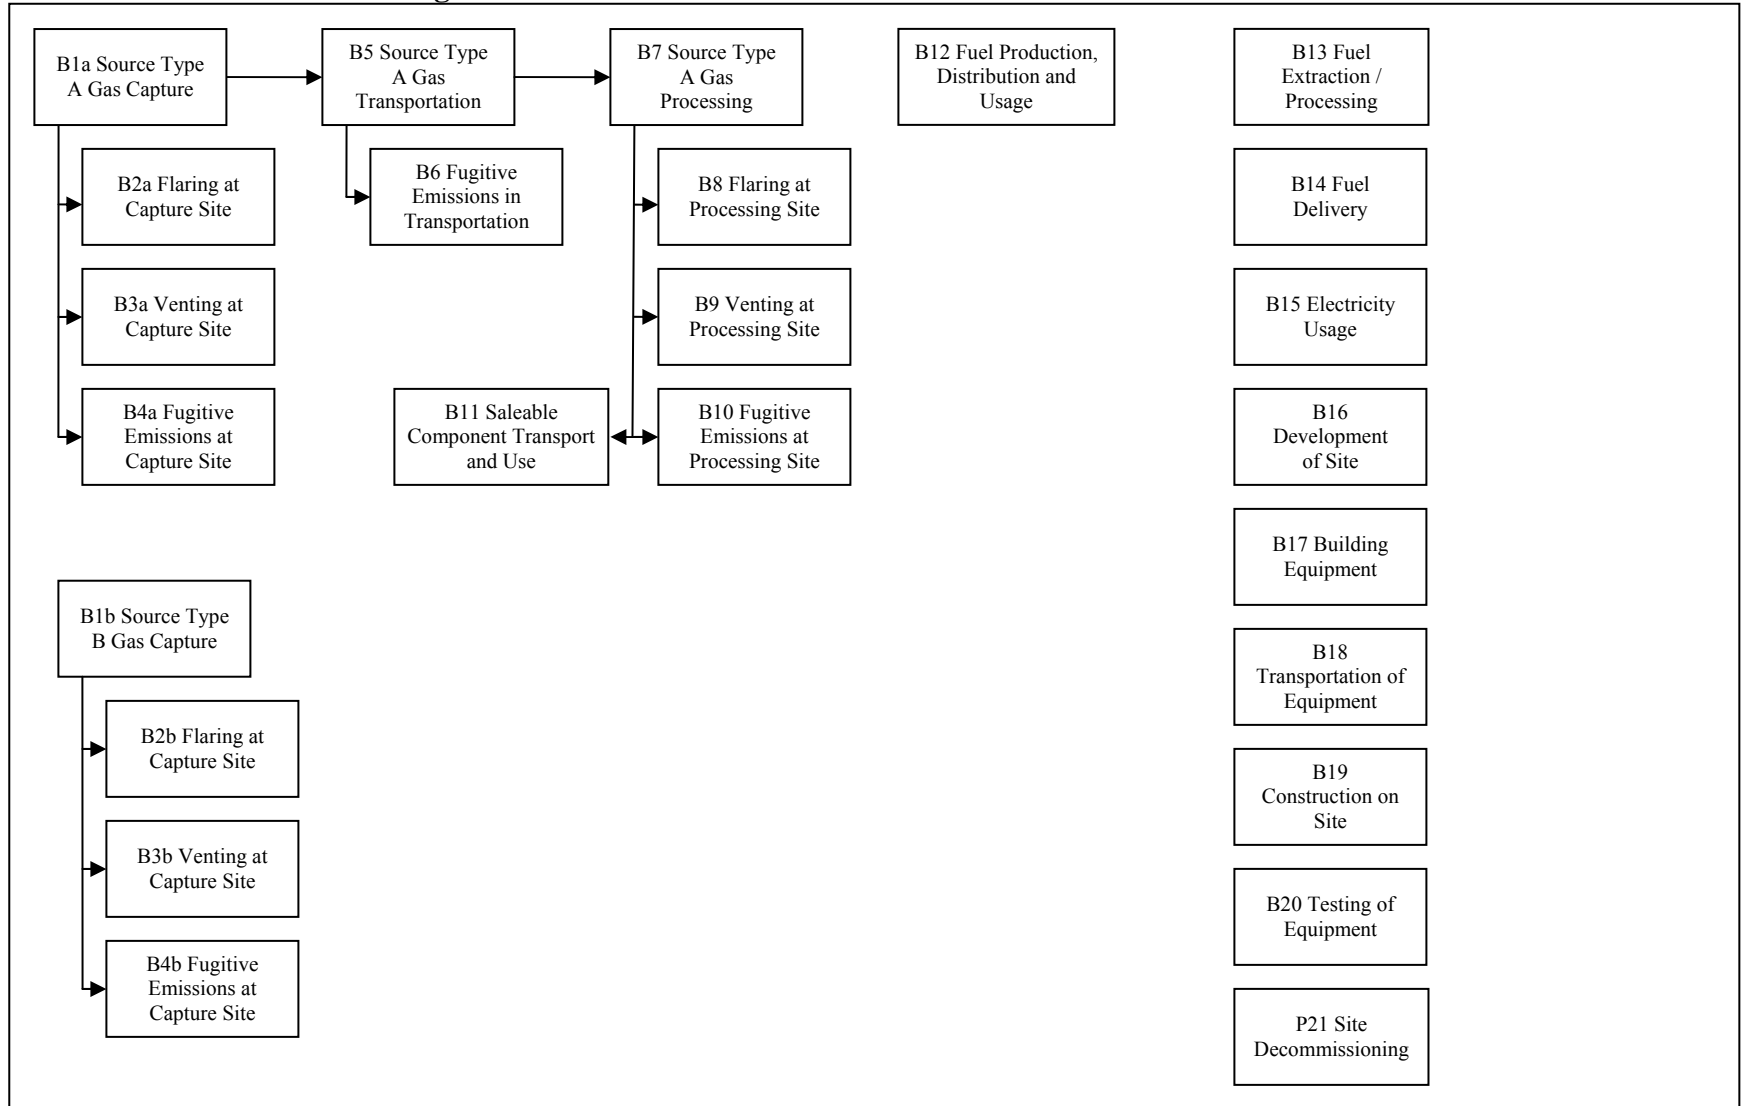 B1a Source Type
A Gas Capture
B5 Source Type
A Gas
Transportation
B7 Source Type
A Gas
Processing
B12 Fuel Production,
Distribution and
Usage
B13 Fuel
Extraction /
Processing
B2a Flaring at
Capture Site
B6 Fugitive
Emissions in
Transportation
B8 Flaring at
Processing Site
B14 Fuel
Delivery
B3a Venting at
Capture Site
B9 Venting at
Processing Site
B15 Electricity
Usage
B4a Fugitive
Emissions at
Capture Site
B11 Saleable
Component Transport
and Use
B10 Fugitive
Emissions at
Processing Site
B16
Development
of Site
B17 Building
Equipment
B1b Source Type
B Gas Capture
B18
Transportation of
Equipment
B2b Flaring at
Capture Site
B19
Construction on
Site
B3b Venting at
Capture Site
B20 Testing of
Equipment
B4b Fugitive
Emissions at
Capture Site
P21 Site
Decommissioning